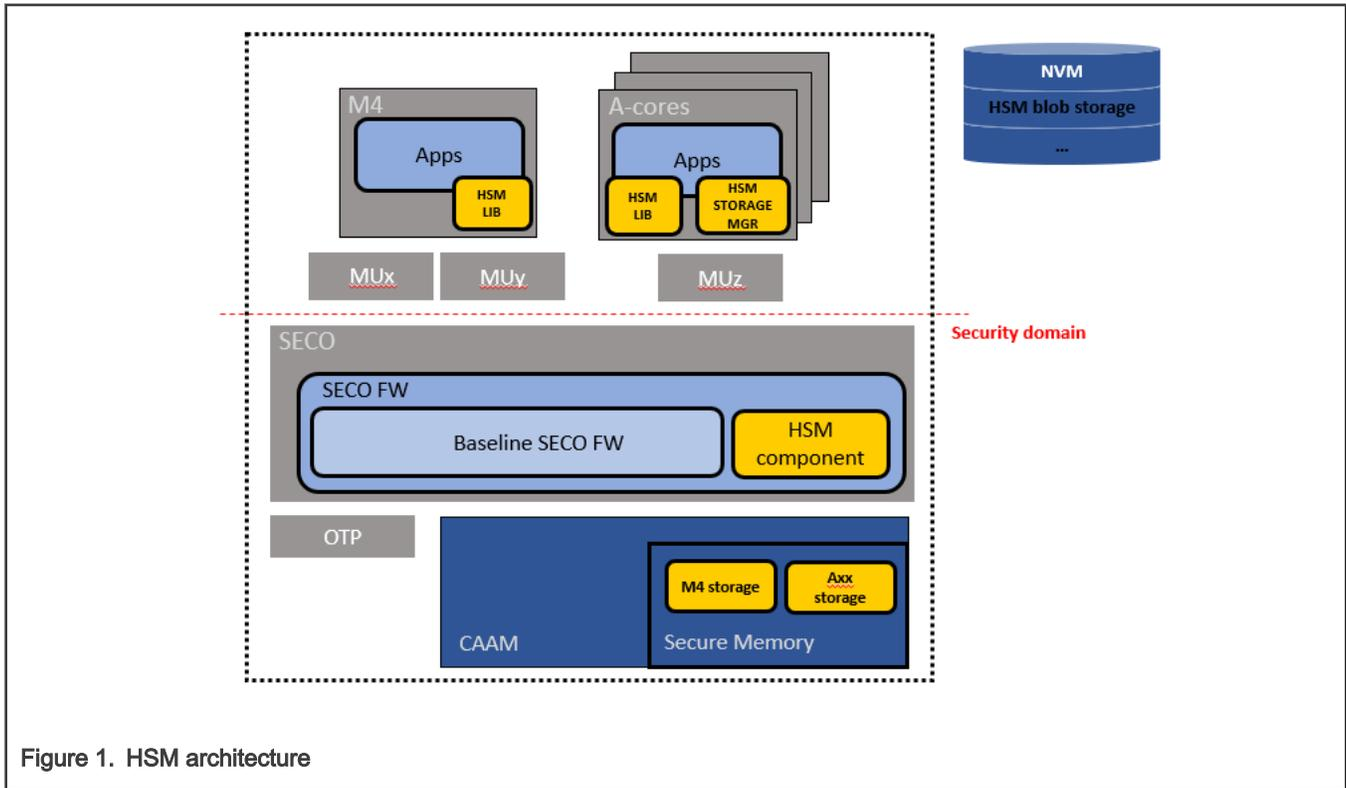 M4
Apps
HSM
LIB
A-cores
Apps
HSM
LIB
HSM
STORAGE
MGR
NVM
HSM blob storage
...
MUx
MUy
MUz
Security domain
SECO
SECO FW
Baseline SECO FW
HSM
component
OTP
CAAM
M4 storage
Axx
storage
Secure Memory
Figure 1. HSM architecture